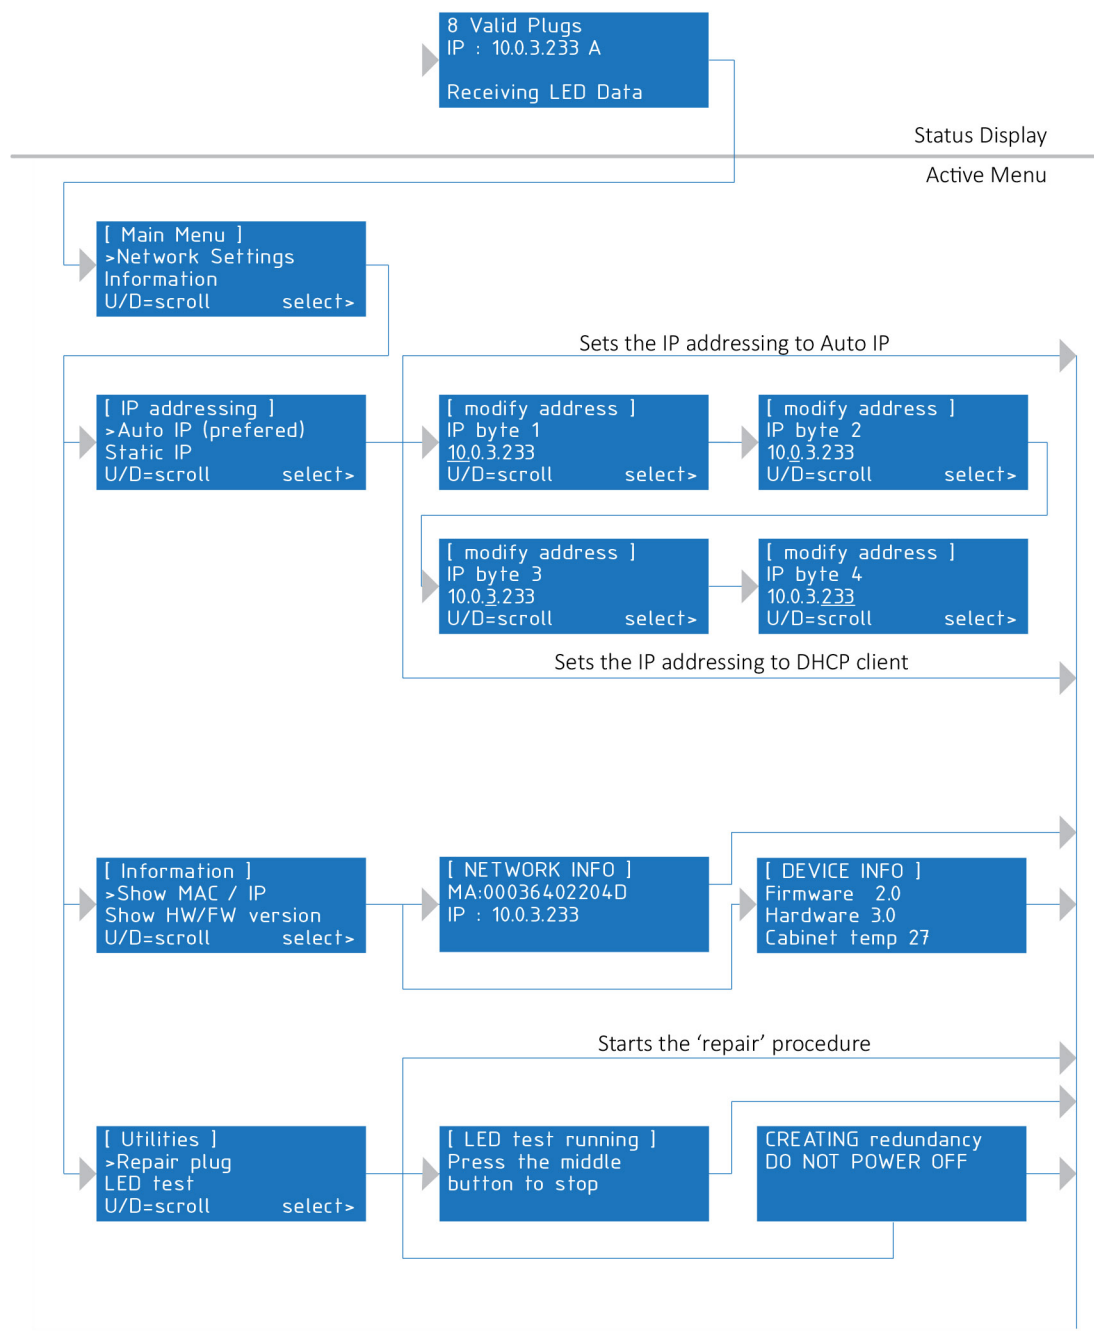 8 Valid Plugs
IP : 10.0.3.233 A
Receiving LED Data
Status Display
Active Menu
[ Main Menu ]
>Network Settings
Information
U/D=scroll select>
Sets the IP addressing to Auto IP
[ IP addressing ]
>Auto IP (prefered)
Static IP
U/D=scroll select>
[ modify address ]
IP byte 1
10.0.3.233
U/D=scroll select>
[ modify address ]
IP byte 2
10.0.3.233
U/D=scroll select>
[ modify address ]
IP byte 3
10.0.3.233
U/D=scroll select>
[ modify address ]
IP byte 4
10.0.3.233
U/D=scroll select>
Sets the IP addressing to DHCP client
[ Information ]
>Show MAC / IP
Show HW/FW version
U/D=scroll select>
[ NETWORK INFO ]
MA:00036402204D
IP : 10.0.3.233
[ DEVICE INFO ]
Firmware 2.0
Hardware 3.0
Cabinet temp 27
Starts the ‘repair’ procedure
[ Utilities ]
>Repair plug
LED test
U/D=scroll select>
[ LED test running ]
Press the middle
button to stop
CREATING redundancy
DO NOT POWER OFF